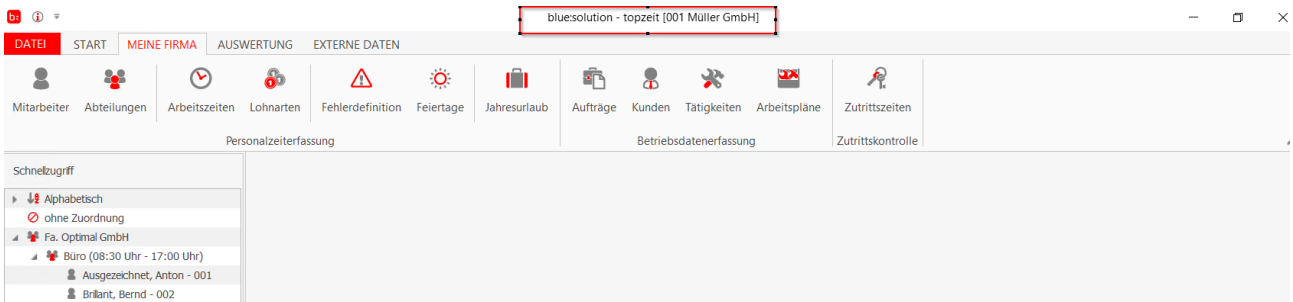 b: blue:solution - topzeit [001 Müller GmbH]
DATEI START MEINE FIRMA AUSWERTUNG EXTERNE DATEN
Mitarbeiter Abteilungen Arbeitszeiten Lohnarten Fehlerdefinition Feiertage Jahresurlaub Aufträge Kunden Tätigkeiten Arbeitspläne Zutrittszeiten
Personalzeiterfassung Betriebsdatenerfassung Zutrittskontrolle
Schnellzugriff
Alphabetisch
ohne Zuordnung
Fa. Optimal GmbH
Büro (08:30 Uhr - 17:00 Uhr)
Ausgezeichnet, Anton - 001
Brillant, Bernd - 002